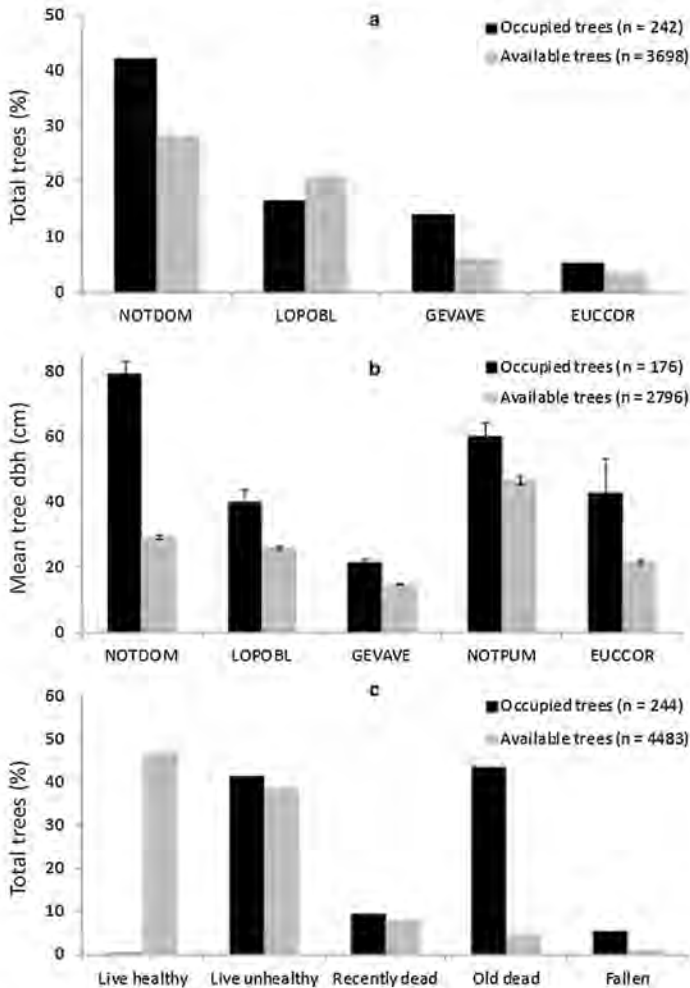 a
Occupied trees (n = 242)
Available trees (n = 3698)
Total trees (%)
50
40
30
20
10
0
NOTDOM LOPOBL GEVAVE EUCCOR
b
Occupied trees (n = 176)
Available trees (n = 2796)
Mean tree dbh (cm)
80
60
40
20
0
NOTDOM LOPOBL GEVAVE NOTPUM EUCCOR
c
Occupied trees (n = 244)
Available trees (n = 4483)
Total trees (%)
60
50
40
30
20
10
0
Live healthy Live unhealthy Recently dead Old dead Fallen